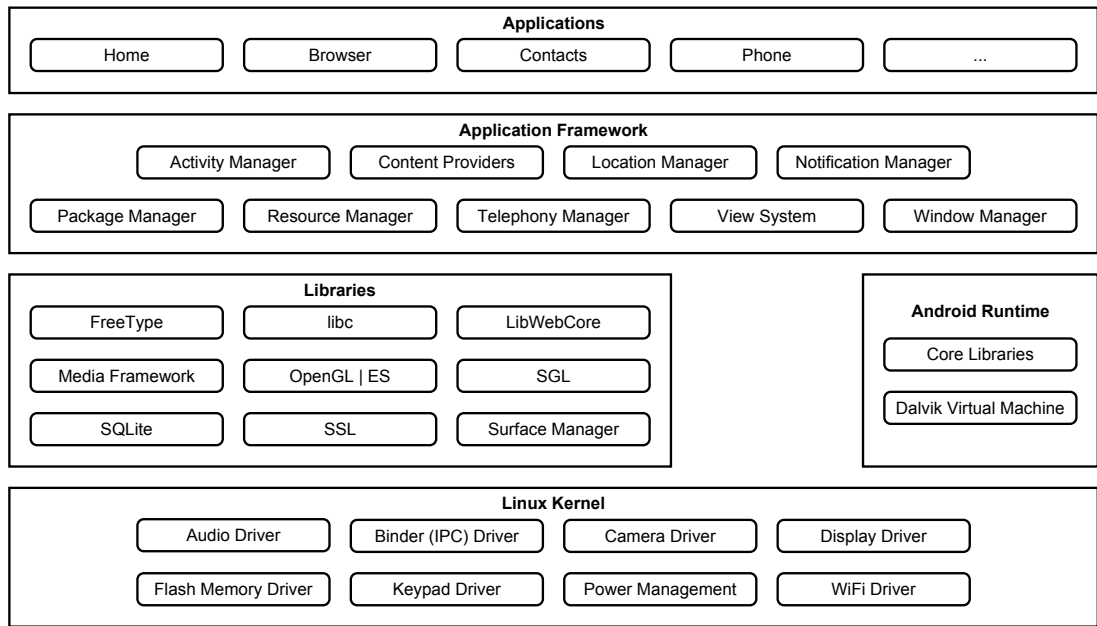 Applications
Home Browser Contacts Phone ...
Application Framework
Activity Manager Content Providers Location Manager Notification Manager
Package Manager Resource Manager Telephony Manager View System Window Manager
Libraries
FreeType libc LibWebCore
Media Framework OpenGL | ES SGL
SQLite SSL Surface Manager
Android Runtime
Core Libraries
Dalvik Virtual Machine
Linux Kernel
Audio Driver Binder (IPC) Driver Camera Driver Display Driver
Flash Memory Driver Keypad Driver Power Management WiFi Driver